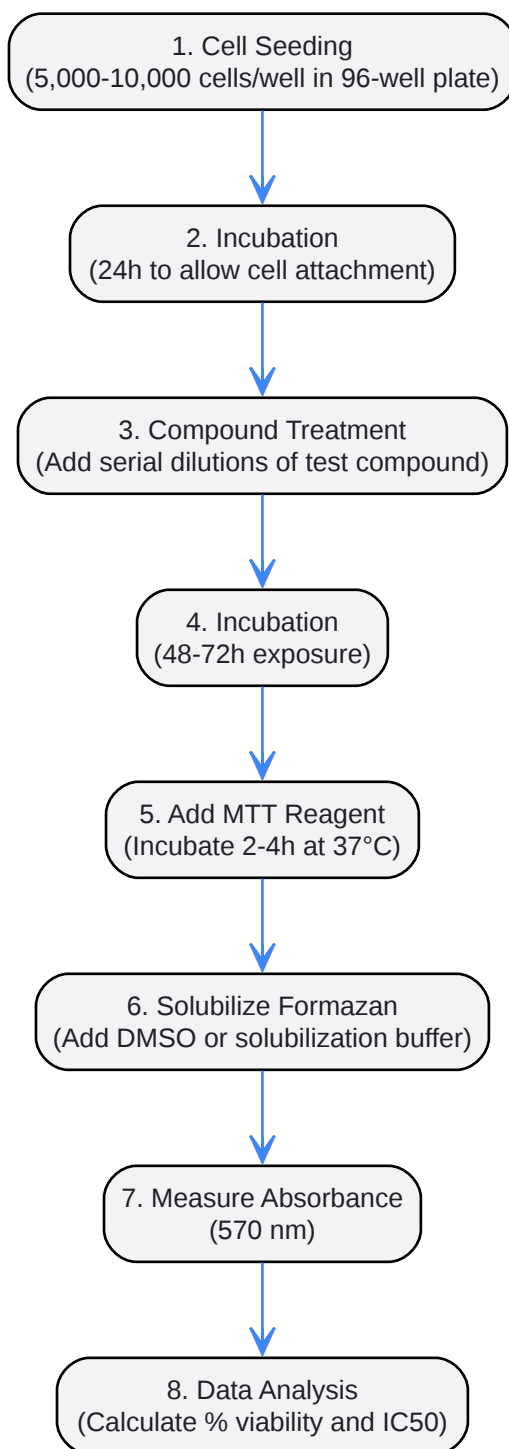 1. Cell Seeding
(5,000-10,000 cells/well in 96-well plate)
2. Incubation
(24h to allow cell attachment)
3. Compound Treatment
(Add serial dilutions of test compound)
4. Incubation
(48-72h exposure)
5. Add MTT Reagent
(Incubate 2-4h at 37°C)
6. Solubilize Formazan
(Add DMSO or solubilization buffer)
7. Measure Absorbance
(570 nm)
8. Data Analysis
(Calculate % viability and IC50)